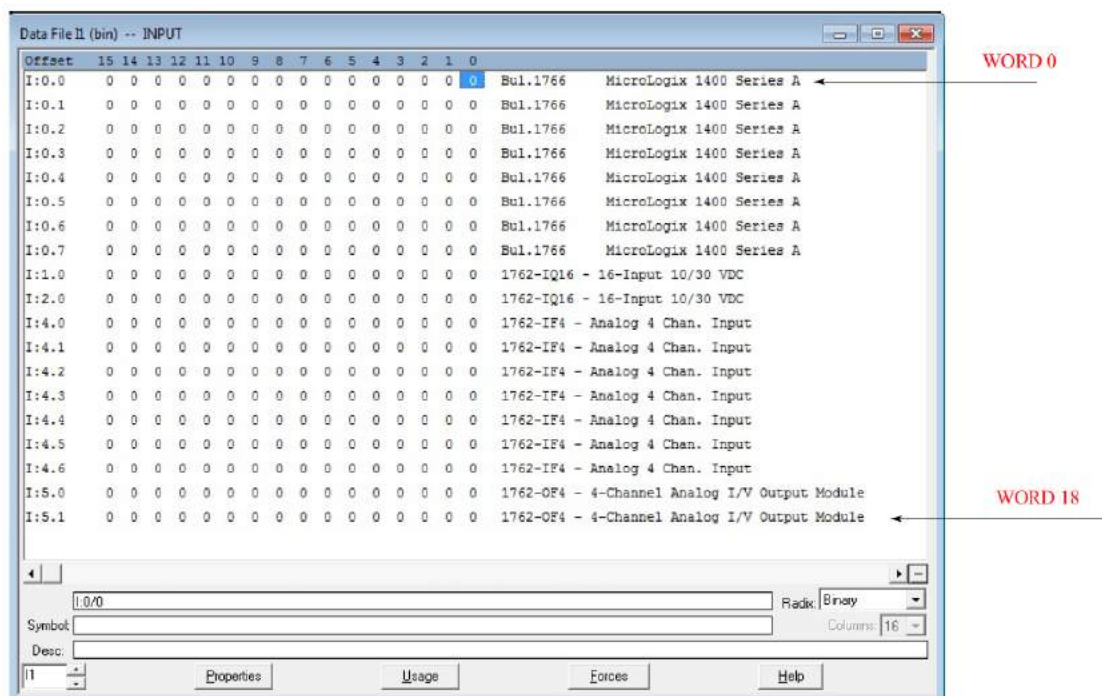 Data File I1 (bin) -- INPUT
Offset 15 14 13 12 11 10 9 8 7 6 5 4 3 2 1 0
I:0.0 0 0 0 0 0 0 0 0 0 0 0 0 0 0 0 0 Bul.1766 MicroLogix 1400 Series A
WORD 0
I:0.1 0 0 0 0 0 0 0 0 0 0 0 0 0 0 0 0 Bul.1766 MicroLogix 1400 Series A
I:0.2 0 0 0 0 0 0 0 0 0 0 0 0 0 0 0 0 Bul.1766 MicroLogix 1400 Series A
I:0.3 0 0 0 0 0 0 0 0 0 0 0 0 0 0 0 0 Bul.1766 MicroLogix 1400 Series A
I:0.4 0 0 0 0 0 0 0 0 0 0 0 0 0 0 0 0 Bul.1766 MicroLogix 1400 Series A
I:0.5 0 0 0 0 0 0 0 0 0 0 0 0 0 0 0 0 Bul.1766 MicroLogix 1400 Series A
I:0.6 0 0 0 0 0 0 0 0 0 0 0 0 0 0 0 0 Bul.1766 MicroLogix 1400 Series A
I:0.7 0 0 0 0 0 0 0 0 0 0 0 0 0 0 0 0 Bul.1766 MicroLogix 1400 Series A
I:1.0 0 0 0 0 0 0 0 0 0 0 0 0 0 0 0 0 1762-IQ16 - 16-Input 10/30 VDC
I:2.0 0 0 0 0 0 0 0 0 0 0 0 0 0 0 0 0 1762-IQ16 - 16-Input 10/30 VDC
I:4.0 0 0 0 0 0 0 0 0 0 0 0 0 0 0 0 0 1762-IF4 - Analog 4 Chan. Input
I:4.1 0 0 0 0 0 0 0 0 0 0 0 0 0 0 0 0 1762-IF4 - Analog 4 Chan. Input
I:4.2 0 0 0 0 0 0 0 0 0 0 0 0 0 0 0 0 1762-IF4 - Analog 4 Chan. Input
I:4.3 0 0 0 0 0 0 0 0 0 0 0 0 0 0 0 0 1762-IF4 - Analog 4 Chan. Input
I:4.4 0 0 0 0 0 0 0 0 0 0 0 0 0 0 0 0 1762-IF4 - Analog 4 Chan. Input
I:4.5 0 0 0 0 0 0 0 0 0 0 0 0 0 0 0 0 1762-IF4 - Analog 4 Chan. Input
I:4.6 0 0 0 0 0 0 0 0 0 0 0 0 0 0 0 0 1762-IF4 - Analog 4 Chan. Input
I:5.0 0 0 0 0 0 0 0 0 0 0 0 0 0 0 0 0 1762-OF4 - 4-Channel Analog I/V Output Module
I:5.1 0 0 0 0 0 0 0 0 0 0 0 0 0 0 0 0 1762-OF4 - 4-Channel Analog I/V Output Module
WORD 18
I:0/0
Radix: Binary
Symbol:
Columns: 16
Desc:
I1 Properties Usage Forces Help